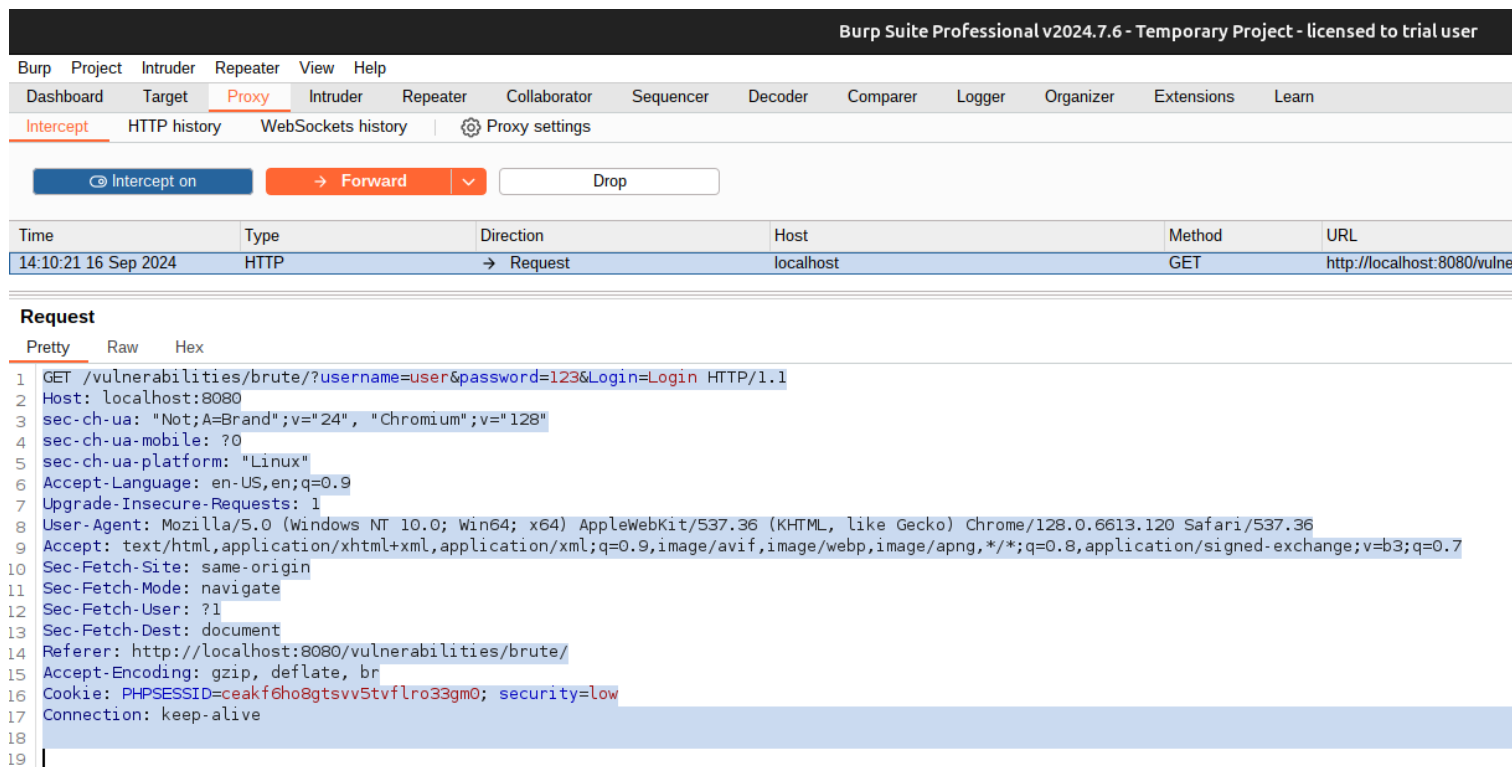 Burp Suite Professional v2024.7.6 - Temporary Project - licensed to trial user
Burp Project Intruder Repeater View Help
Dashboard Target Proxy Intruder Repeater Collaborator Sequencer Decoder Comparer Logger Organizer Extensions Learn
Intercept HTTP history WebSockets history Proxy settings
Intercept on Forward Drop
Time Type Direction Host Method URL
14:10:21 16 Sep 2024 HTTP → Request localhost GET http://localhost:8080/vulne
Request
Pretty Raw Hex
1 GET /vulnerabilities/brute/?username=user&password=123&Login=Login HTTP/1.1
2 Host: localhost:8080
3 sec-ch-ua: "Not;A=Brand";v="24", "Chromium";v="128"
4 sec-ch-ua-mobile: ?0
5 sec-ch-ua-platform: "Linux"
6 Accept-Language: en-US,en;q=0.9
7 Upgrade-Insecure-Requests: 1
8 User-Agent: Mozilla/5.0 (Windows NT 10.0; Win64; x64) AppleWebKit/537.36 (KHTML, like Gecko) Chrome/128.0.6613.120 Safari/537.36
9 Accept: text/html,application/xhtml+xml,application/xml;q=0.9,image/avif,image/webp,image/apng,*/*;q=0.8,application/signed-exchange;v=b3;q=0.7
10 Sec-Fetch-Site: same-origin
11 Sec-Fetch-Mode: navigate
12 Sec-Fetch-User: ?1
13 Sec-Fetch-Dest: document
14 Referer: http://localhost:8080/vulnerabilities/brute/
15 Accept-Encoding: gzip, deflate, br
16 Cookie: PHPSESSID=ceakf6ho8gtsvv5tvflro33gm0; security=low
17 Connection: keep-alive
18
19